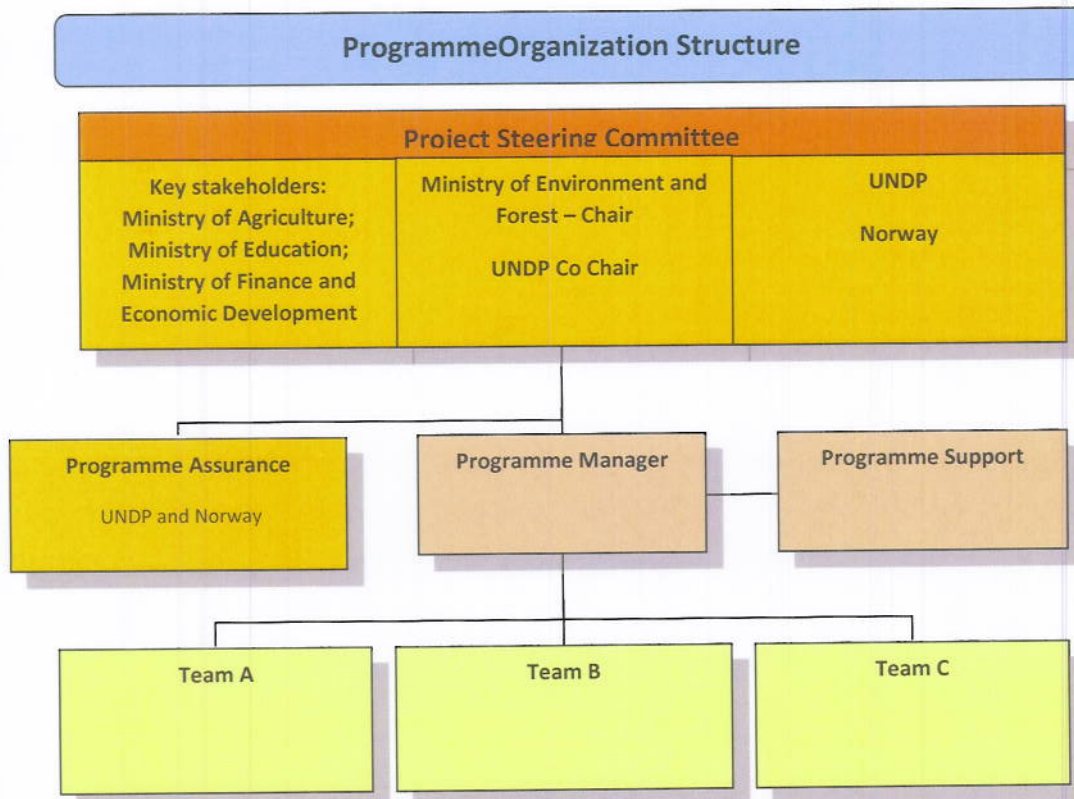 ProgrammeOrganization Structure
Project Steering Committee
Key stakeholders:
Ministry of Agriculture;
Ministry of Education;
Ministry of Finance and
Economic Development
Ministry of Environment and
Forest – Chair
UNDP Co Chair
UNDP
Norway
Programme Assurance
UNDP and Norway
Programme Manager
Programme Support
Team A
Team B
Team C